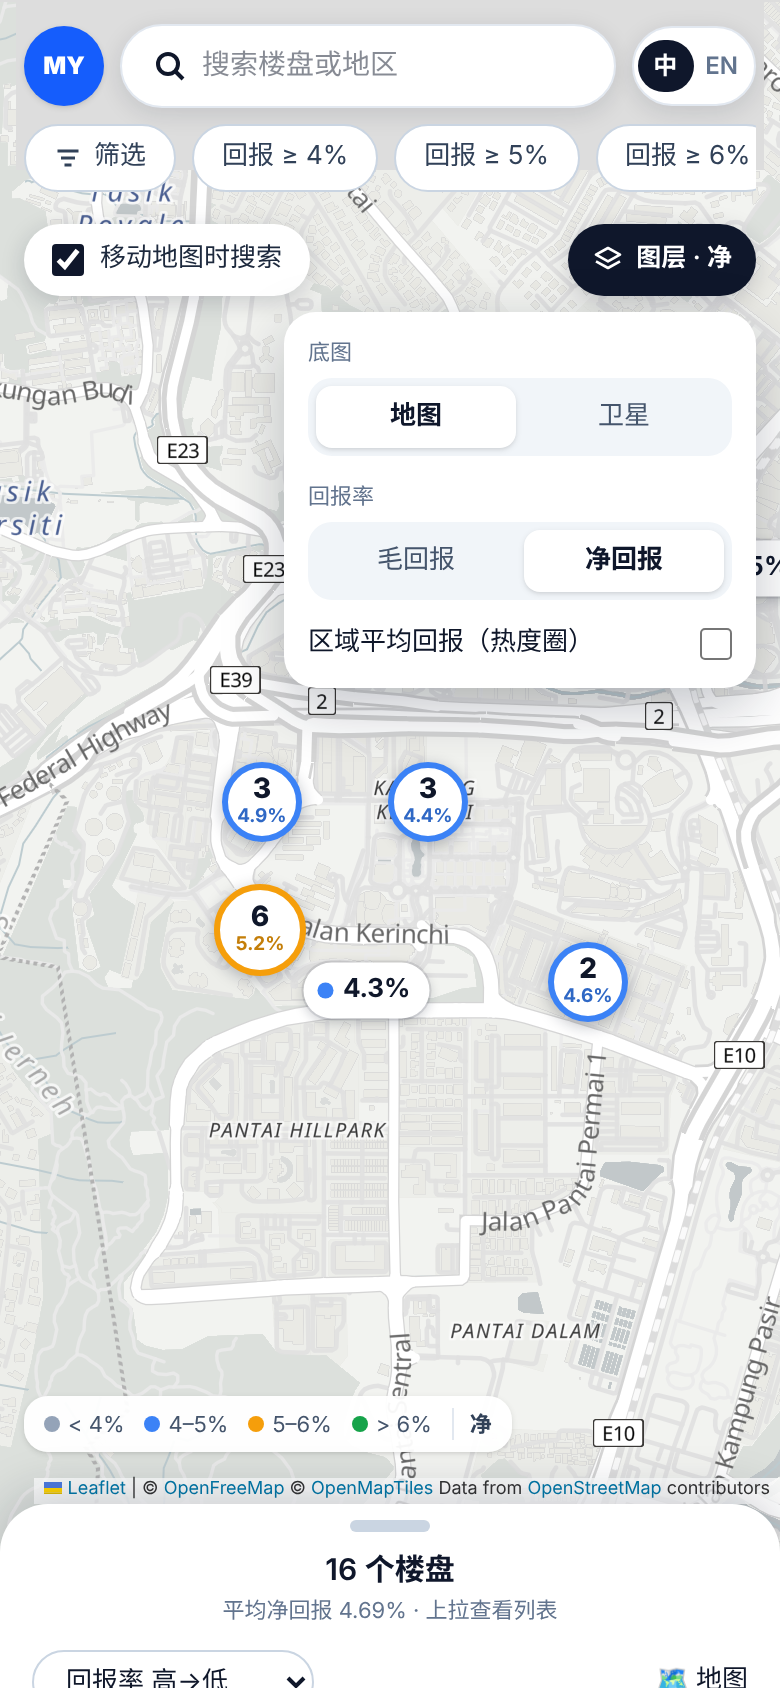 MY
搜索楼盘或地区
中 EN
筛选
回报 ≥ 4%
回报 ≥ 5%
回报 ≥ 6%
Tasik
Royale
移动地图时搜索
图层 · 净
底图
地图 卫星
回报率
毛回报 净回报
区域平均回报（热度圈）
E23
E23
E39
2
2
5%
Federal Highway
3
4.9%
3
4.4%
6
5.2%
Jalan Kerinchi
4.3%
2
4.6%
E10
PANTAI HILLPARK
Jalan Pantai Permai 1
PANTAI DALAM
Kampung Pasir
E10
< 4% 4–5% 5–6% > 6% 净
Leaflet | © OpenFreeMap © OpenMapTiles Data from OpenStreetMap contributors
16 个楼盘
平均净回报 4.69% · 上拉查看列表
回报率 高→低
地图